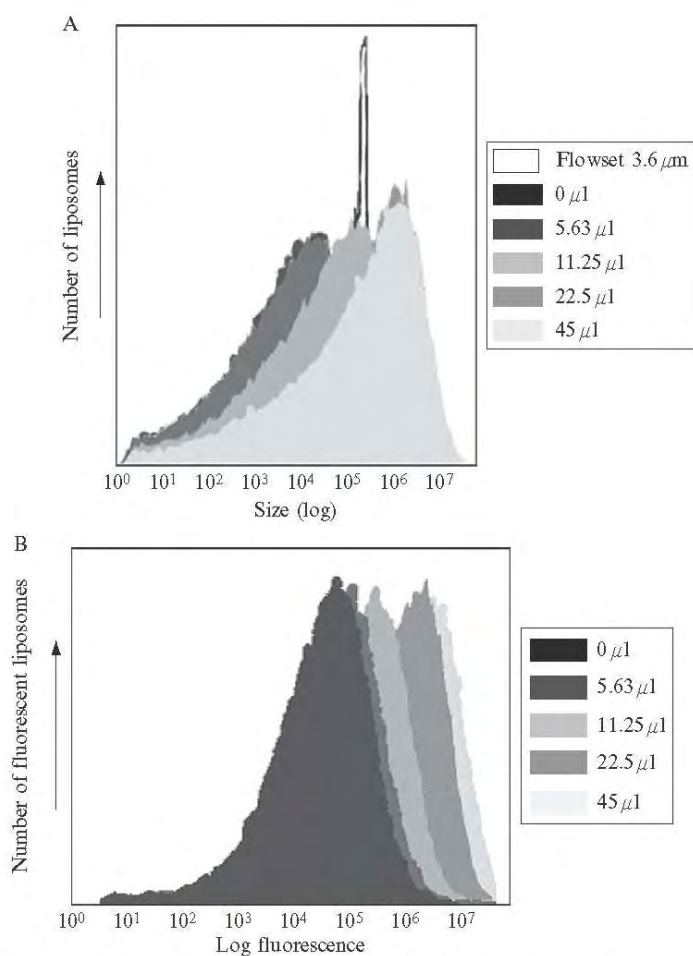 A
Number of liposomes
10⁰ 10¹ 10² 10³ 10⁴ 10⁵ 10⁶ 10⁷
Size (log)
Flowset 3.6 μm
0 μl
5.63 μl
11.25 μl
22.5 μl
45 μl
B
Number of fluorescent liposomes
10⁰ 10¹ 10² 10³ 10⁴ 10⁵ 10⁶ 10⁷
Log fluorescence
0 μl
5.63 μl
11.25 μl
22.5 μl
45 μl